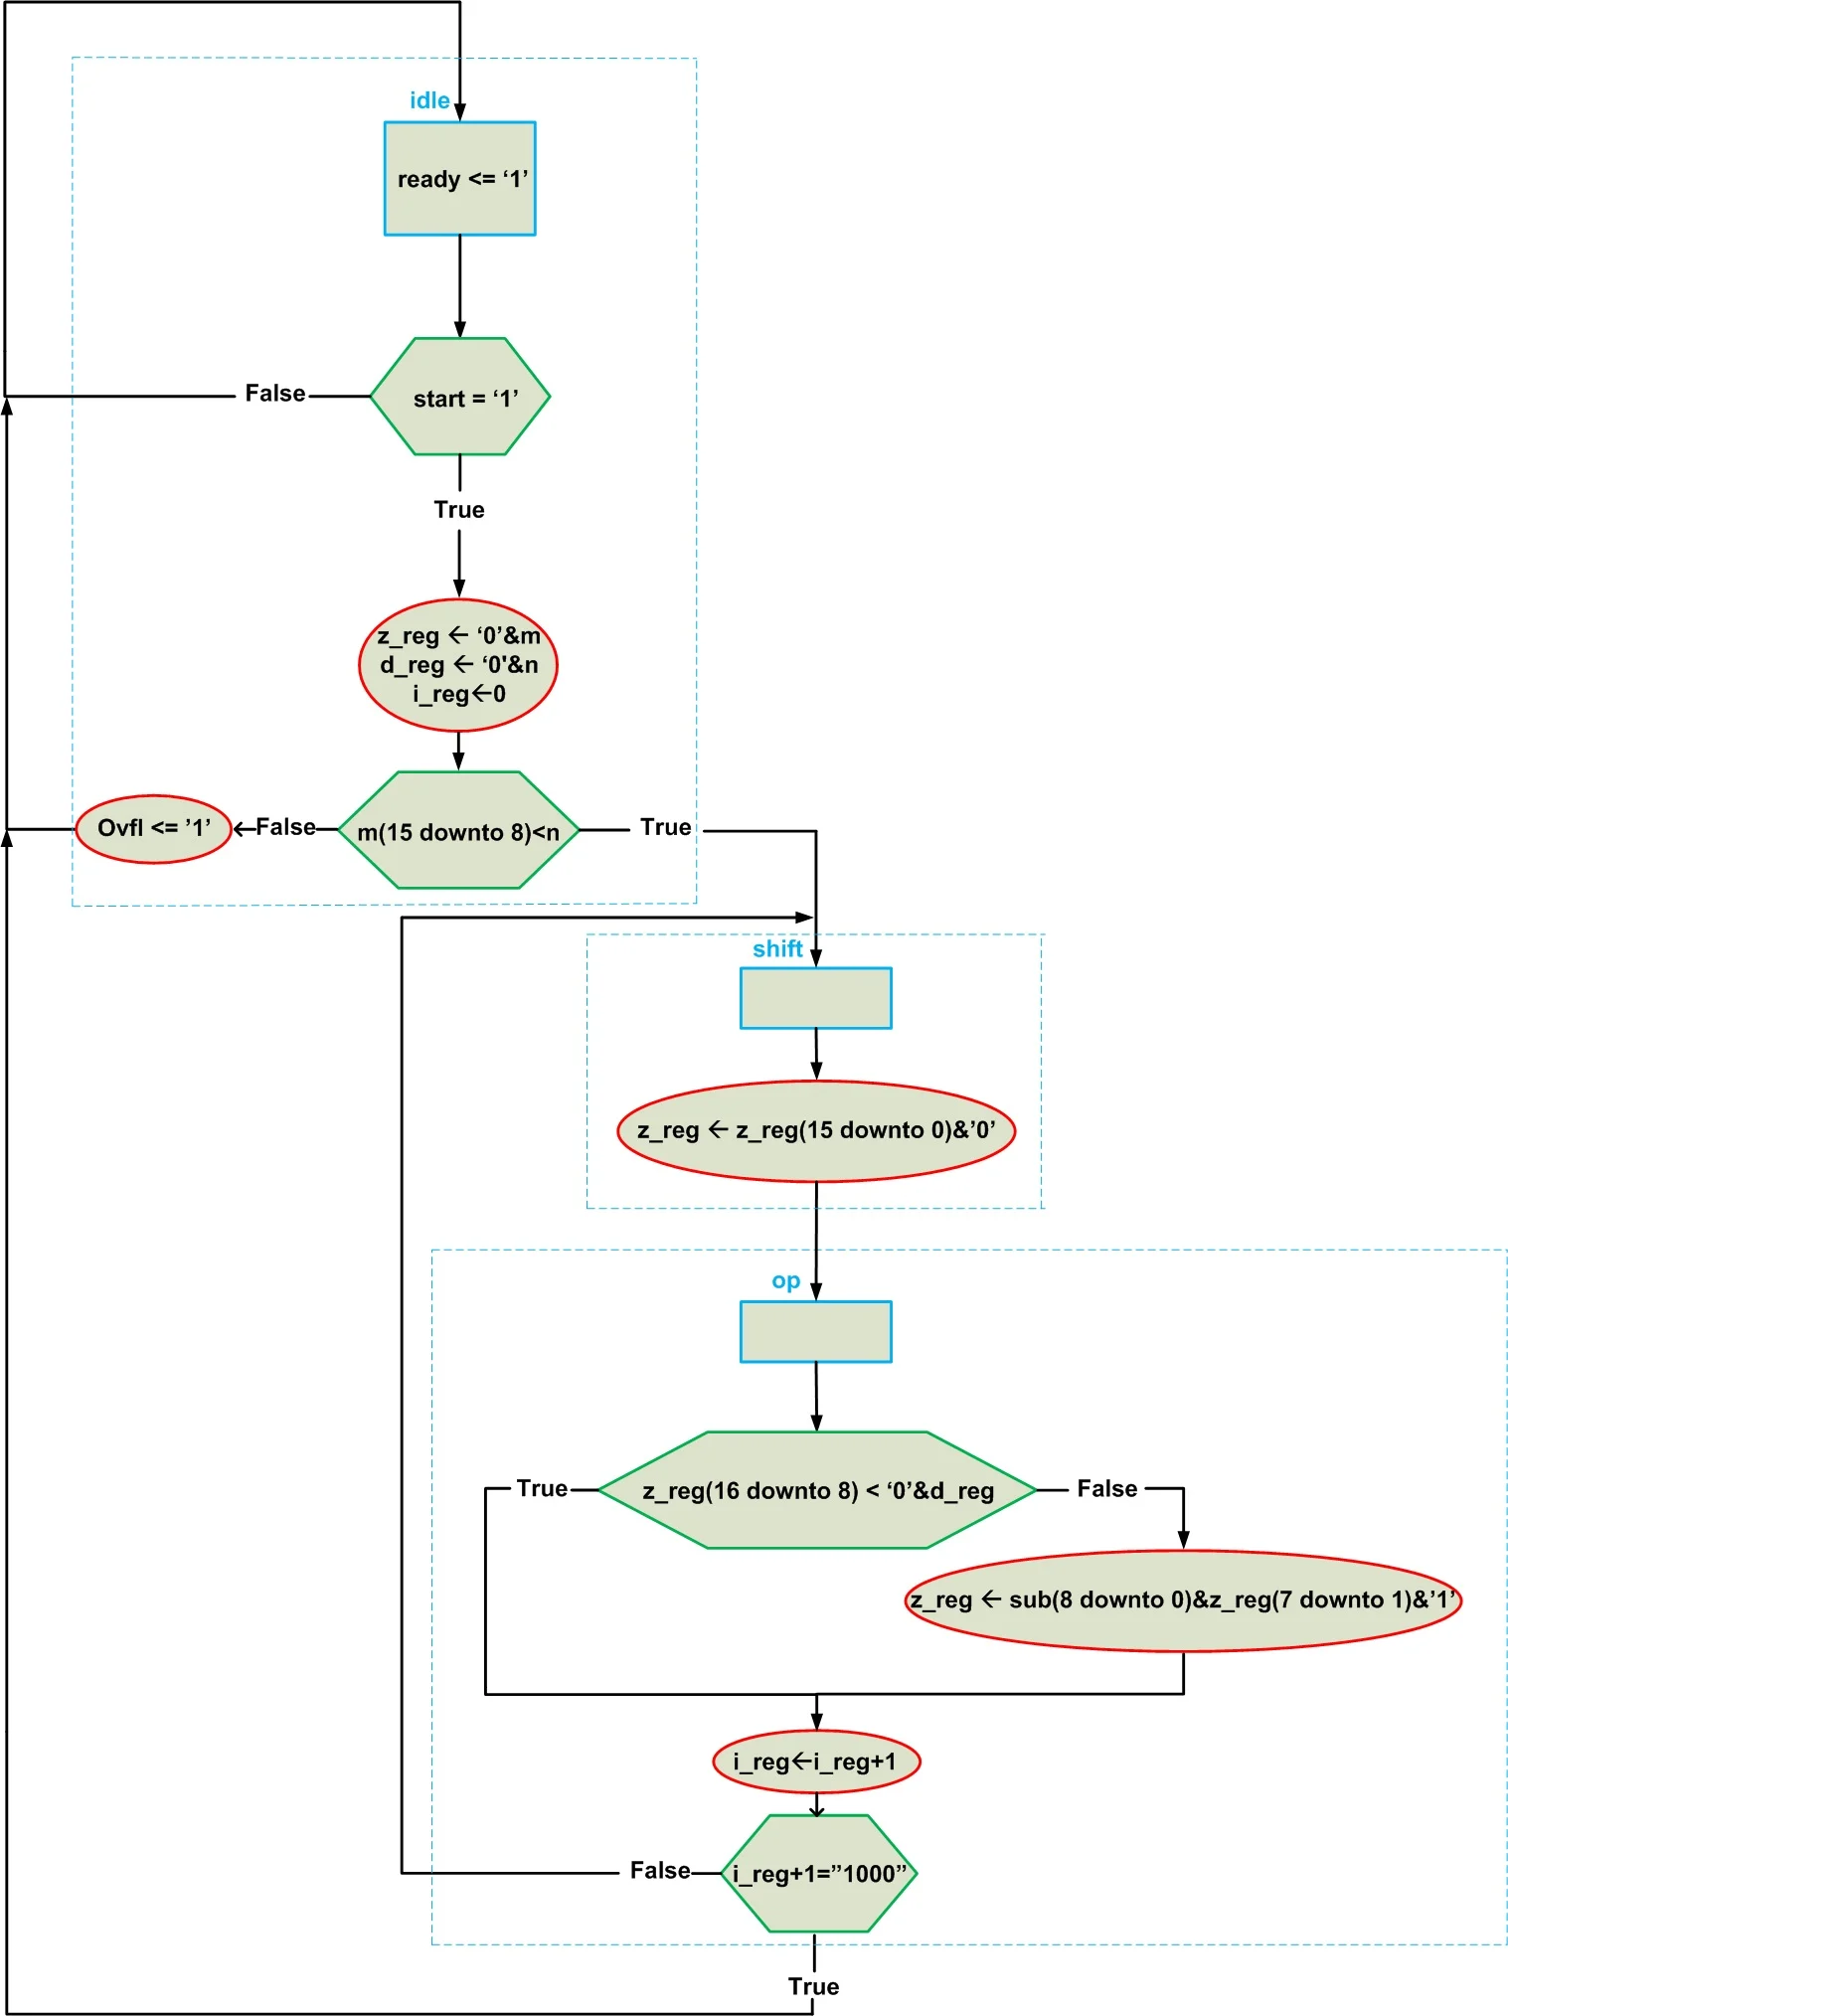 idle
ready <= ‘1’
start = ‘1’
False
True
z_reg ← ‘0’&m
d_reg ← ‘0'&n
i_reg←0
Ovfl <= ’1’
False
m(15 downto 8)<n
True
shift
z_reg ← z_reg(15 downto 0)&’0’
op
True
z_reg(16 downto 8) < ‘0’&d_reg
False
z_reg ← sub(8 downto 0)&z_reg(7 downto 1)&’1’
i_reg←i_reg+1
False
i_reg+1=”1000”
True